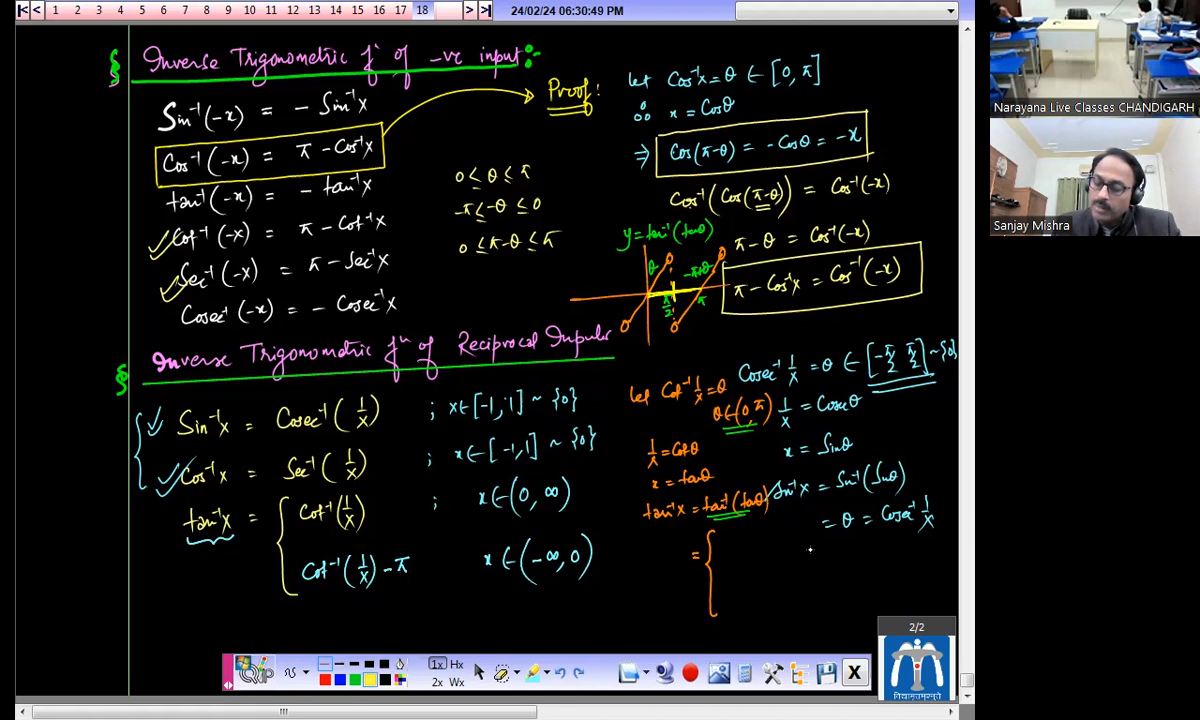 1 2 3 4 5 6 7 8 9 10 11 12 13 14 15 16 17 18
24/02/24 06:30:49 PM
§ Inverse Trigonometric fⁿ of -ve input:-
Sin⁻¹(-x) = - Sin⁻¹x
Cos⁻¹(-x) = π - Cos⁻¹x
tan⁻¹(-x) = - tan⁻¹x
Cot⁻¹(-x) = π - Cot⁻¹x
Sec⁻¹(-x) = π - Sec⁻¹x
Cosec⁻¹(-x) = - Cosec⁻¹x
0 ≤ θ ≤ π
-π ≤ -θ ≤ 0
0 ≤ π-θ ≤ π
Proof:
let Cos⁻¹x = θ ∈ [0, π]
∴ x = Cosθ
⇒ Cos(π-θ) = -Cosθ = -x
Cos⁻¹(Cos(π-θ)) = Cos⁻¹(-x)
π - θ = Cos⁻¹(-x)
π - Cos⁻¹x = Cos⁻¹(-x)
y = tan⁻¹(tanθ)
θ
-π+θ
π/2
π
§ Inverse Trigonometric fⁿ of Reciprocal
Sin⁻¹x = Cosec⁻¹(1/x) ; x ∈ [-1, 1] ~ {0}
Cos⁻¹x = Sec⁻¹(1/x) ; x ∈ [-1, 1] ~ {0}
tan⁻¹x = { Cot⁻¹(1/x) ; x ∈ (0, ∞)
Cot⁻¹(1/x) - π x ∈ (-∞, 0)
let Cot⁻¹ 1/x = θ
θ ∈ (0, π)
1/x = Cotθ
x = tanθ
tan⁻¹x = tan⁻¹(tanθ)
= {
Cosec⁻¹ 1/x = θ ∈ [-π/2, π/2] ~ {0}
1/x = Cosecθ
x = Sinθ
Sin⁻¹x = Sin⁻¹(Sinθ)
= θ = Cosec⁻¹ 1/x
Narayana Live Classes CHANDIGARH
Sanjay Mishra
2/2
1x Hx
2x Wx
X